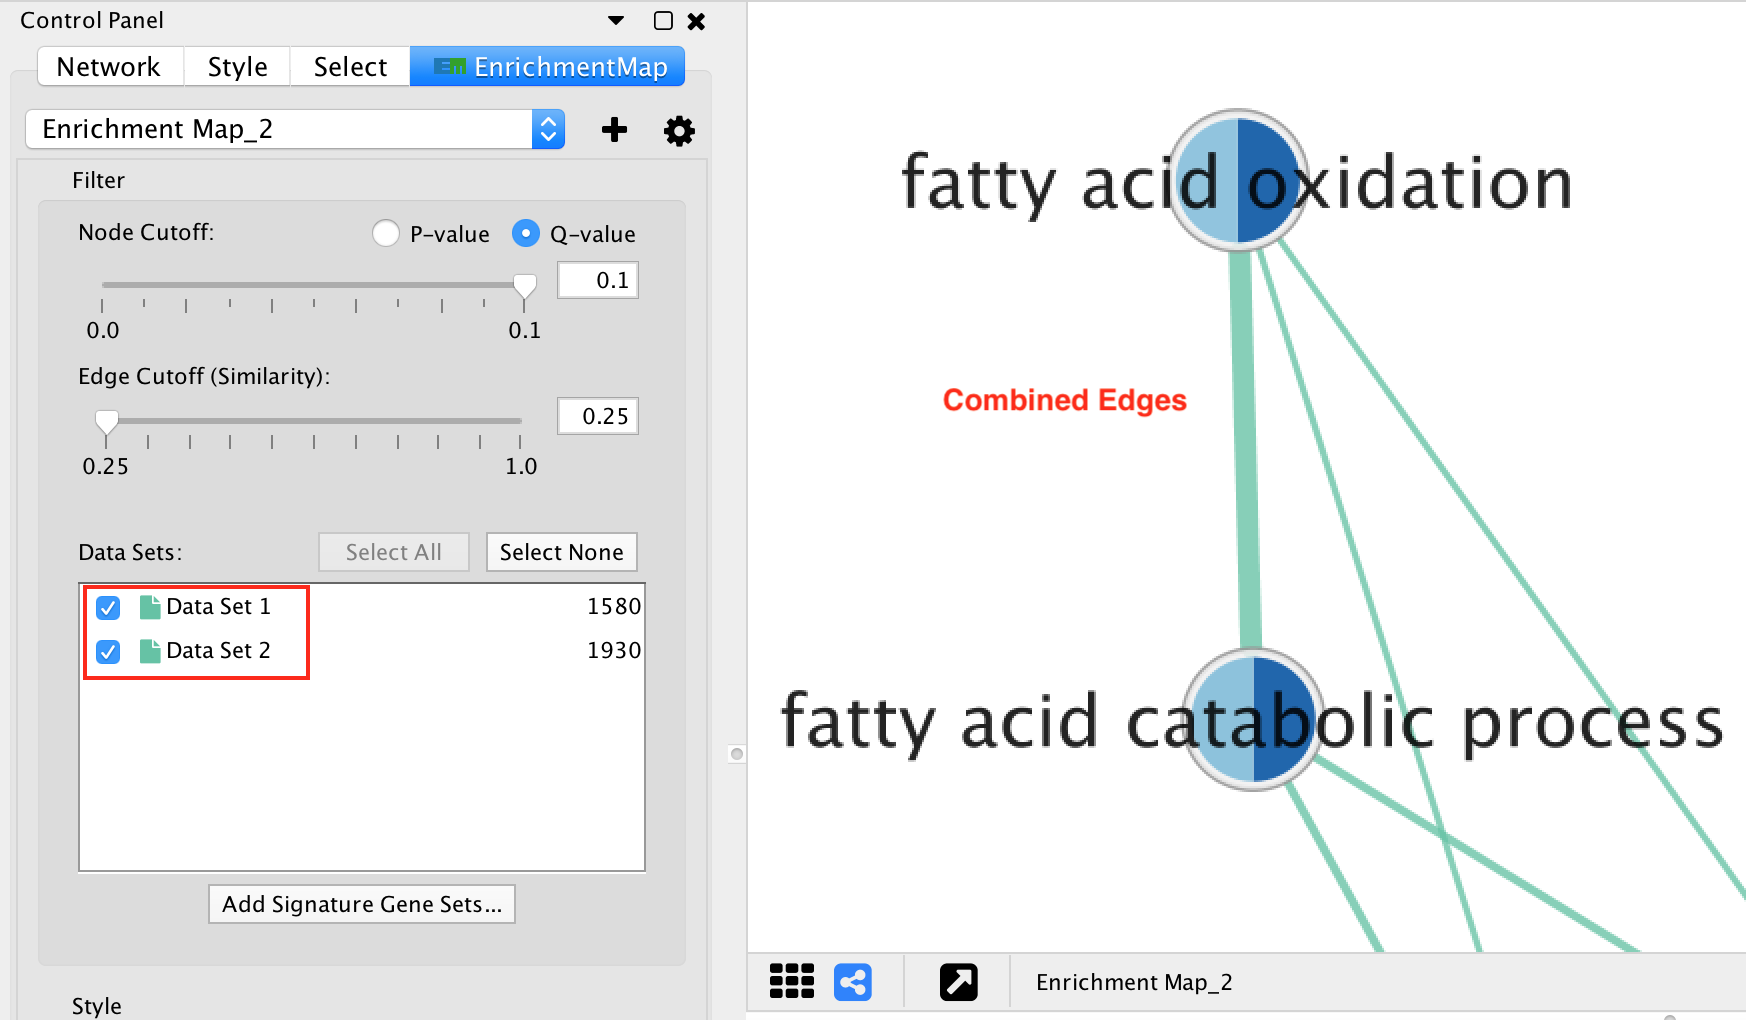 Control Panel
Network Style Select EM EnrichmentMap
Enrichment Map_2
Filter
Node Cutoff: P-value Q-value
0.1
0.0 0.1
Edge Cutoff (Similarity):
0.25
0.25 1.0
Data Sets: Select All Select None
Data Set 1 1580
Data Set 2 1930
Add Signature Gene Sets...
Style
fatty acid oxidation
Combined Edges
fatty acid catabolic process
Enrichment Map_2